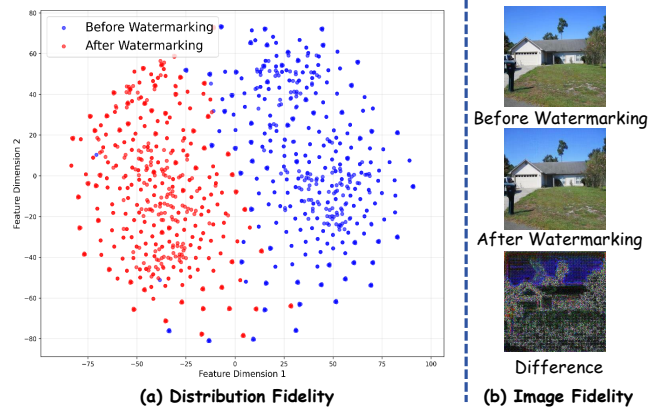 Before Watermarking
After Watermarking
80
60
40
20
0
−20
−40
−60
−80
Feature Dimension 2
−75
−50
−25
0
25
50
75
100
Feature Dimension 1
(a) Distribution Fidelity
Before Watermarking
After Watermarking
Difference
(b) Image Fidelity